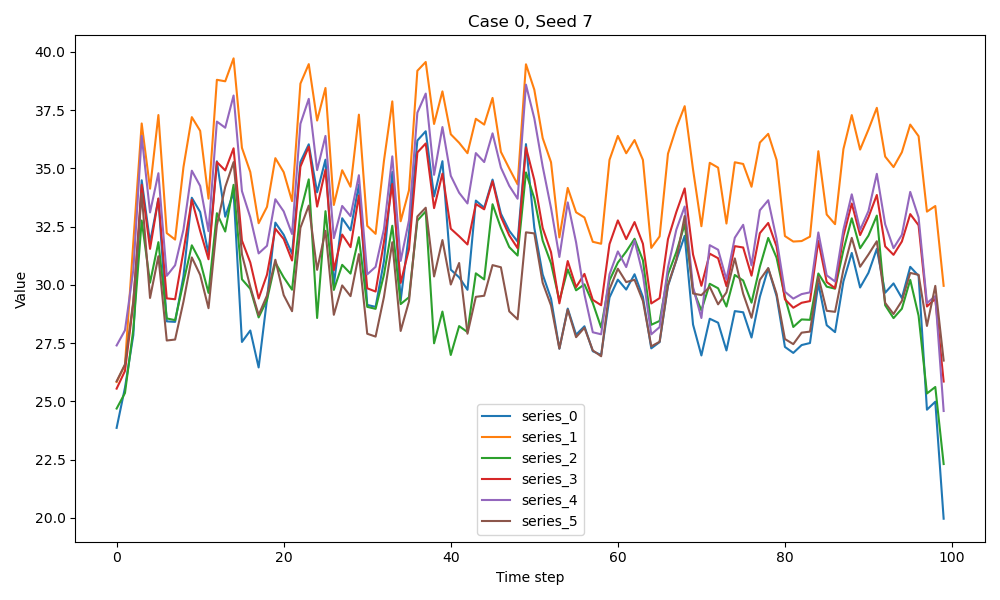 Case 0, Seed 7
Value
40.0
37.5
35.0
32.5
30.0
27.5
25.0
22.5
20.0
series_0
series_1
series_2
series_3
series_4
series_5
0
20
40
60
80
100
Time step